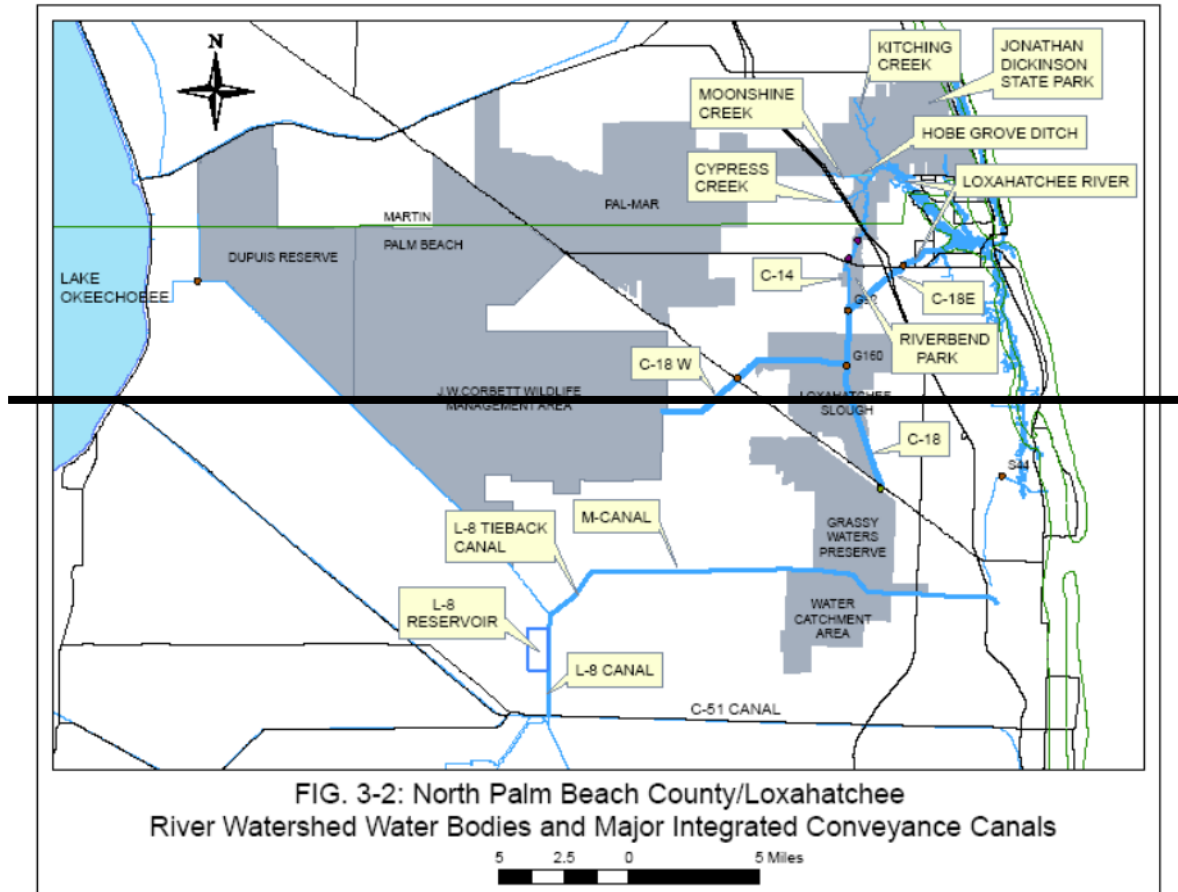 N
KITCHING
CREEK
JONATHAN
DICKINSON
STATE PARK
MOONSHINE
CREEK
HOBE GROVE DITCH
CYPRESS
CREEK
LOXAHATCHEE RIVER
PAL-MAR
MARTIN
PALM BEACH
DUPUIS RESERVE
LAKE
OKEECHOBEE
C-14
C-18E
RIVERBEND
PARK
G160
C-18 W
J.W.CORBETT WILDLIFE
MANAGEMENT AREA
LOXAHATCHEE
SLOUGH
C-18
S44
M-CANAL
L-8 TIEBACK
CANAL
GRASSY
WATERS
PRESERVE
L-8
RESERVOIR
WATER
CATCHMENT
AREA
L-8 CANAL
C-51 CANAL
FIG. 3-2: North Palm Beach County/Loxahatchee
River Watershed Water Bodies and Major Integrated Conveyance Canals
5 2.5 0 5 Miles